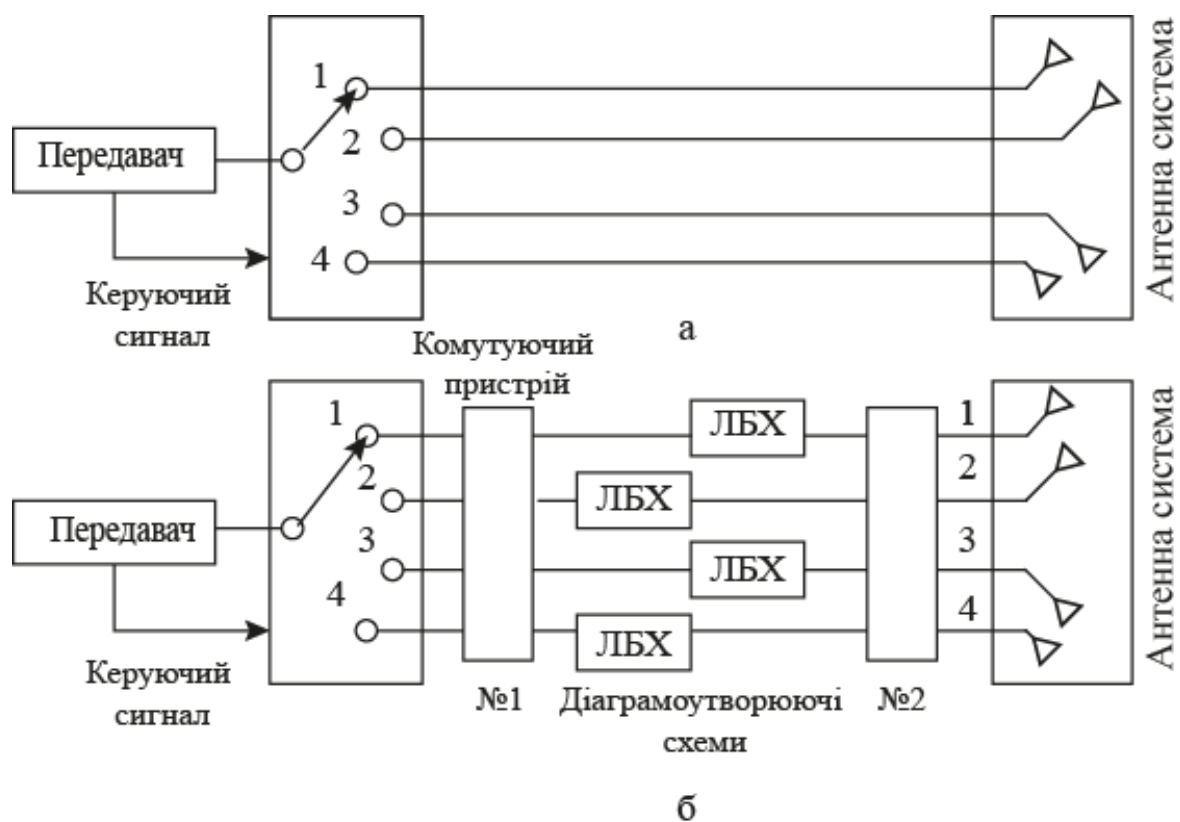 1
2
3
4
Передавач
Керуючий
сигнал
Антенна система
а
Комутуючий
пристрій
1
2
3
4
Передавач
Керуючий
сигнал
ЛБХ
ЛБХ
ЛБХ
ЛБХ
1
2
3
4
Антенна система
№1
Діаграмоутворюючі
схеми
№2
б